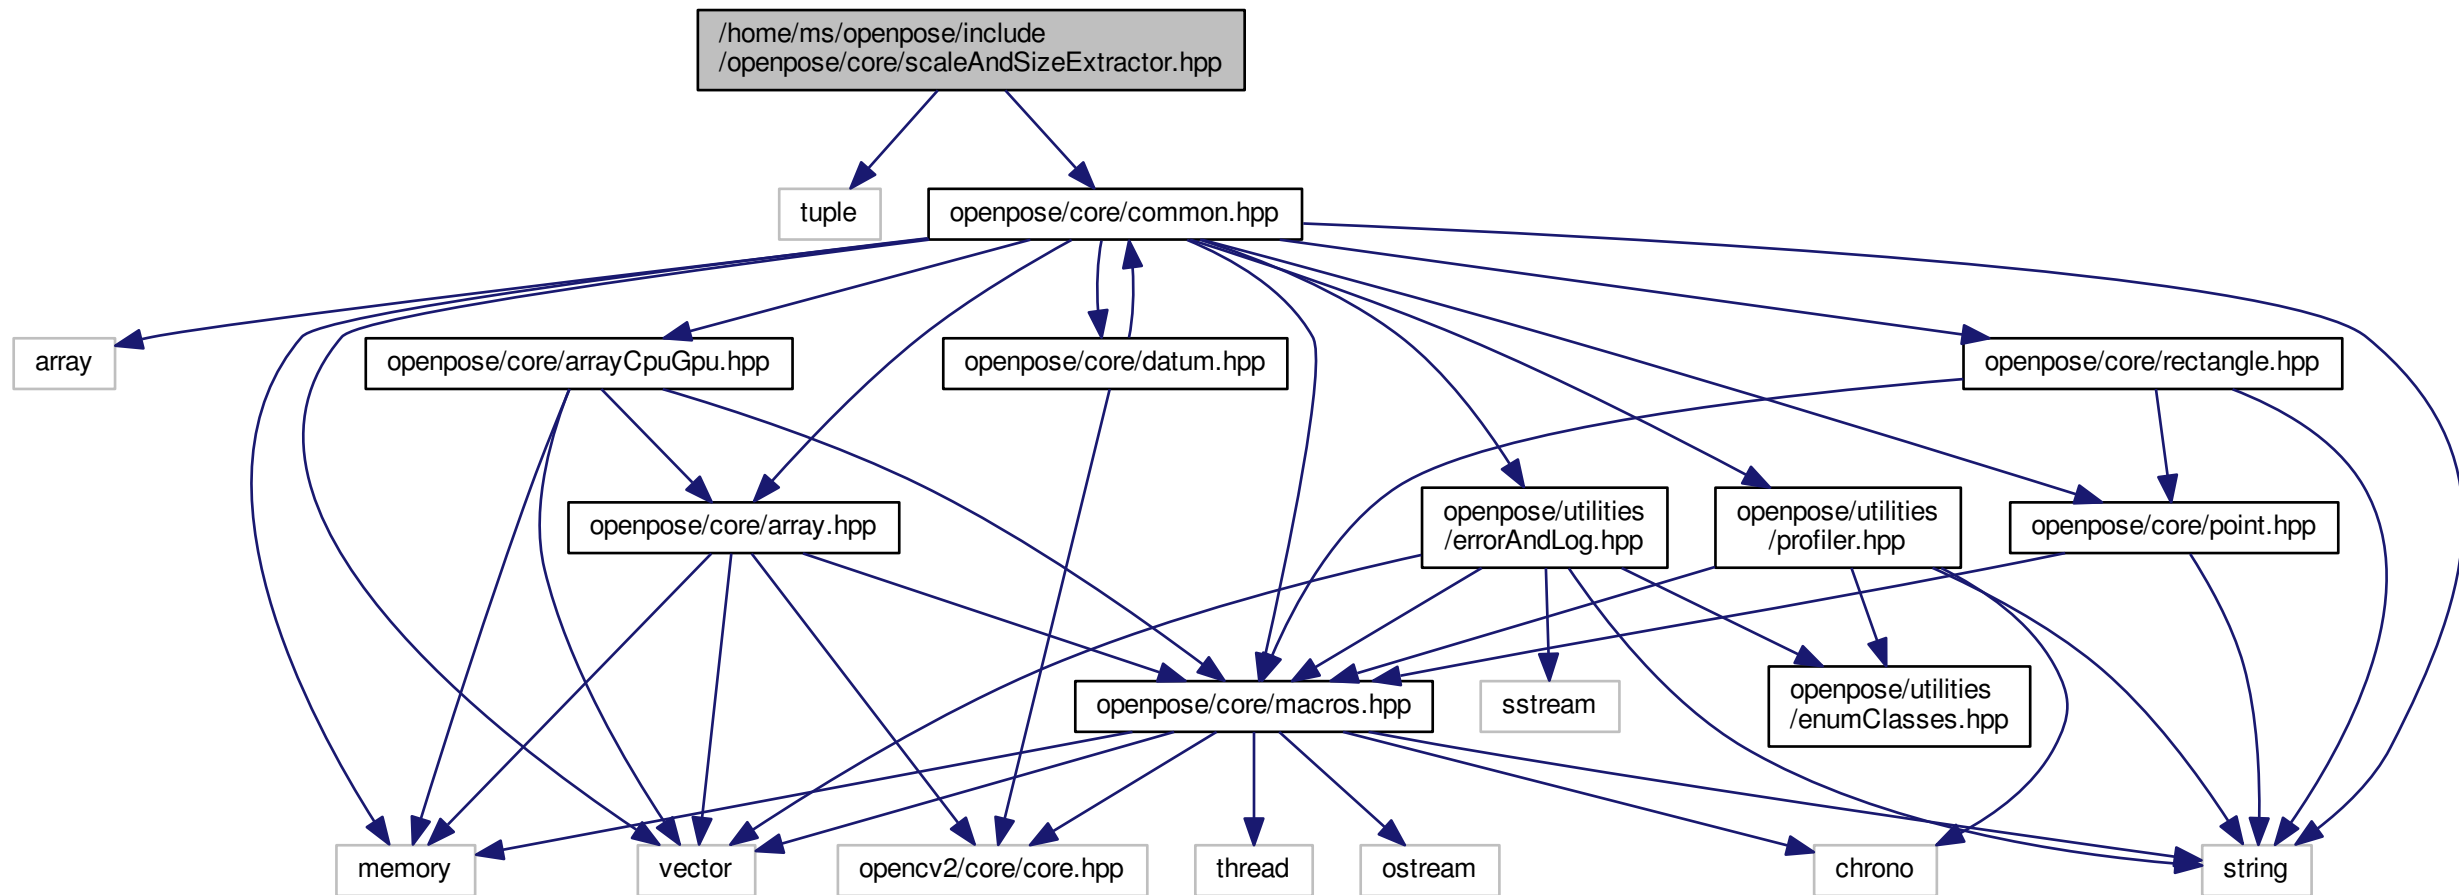 /home/ms/openpose/include
/openpose/core/scaleAndSizeExtractor.hpp
tuple
openpose/core/common.hpp
array
openpose/core/arrayCpuGpu.hpp
openpose/core/datum.hpp
openpose/core/rectangle.hpp
openpose/core/array.hpp
openpose/utilities
/errorAndLog.hpp
openpose/utilities
/profiler.hpp
openpose/core/point.hpp
openpose/core/macros.hpp
sstream
openpose/utilities
/enumClasses.hpp
memory
vector
opencv2/core/core.hpp
thread
ostream
chrono
string